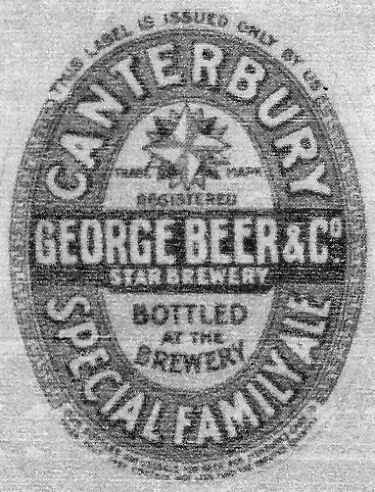 THIS LABEL IS ISSUED ONLY BY US
CANTERBURY
TRADE MARK
REGISTERED
GEORGE BEER & Co.
STAR BREWERY
BOTTLED
AT THE
BREWERY
SPECIAL FAMILY ALE